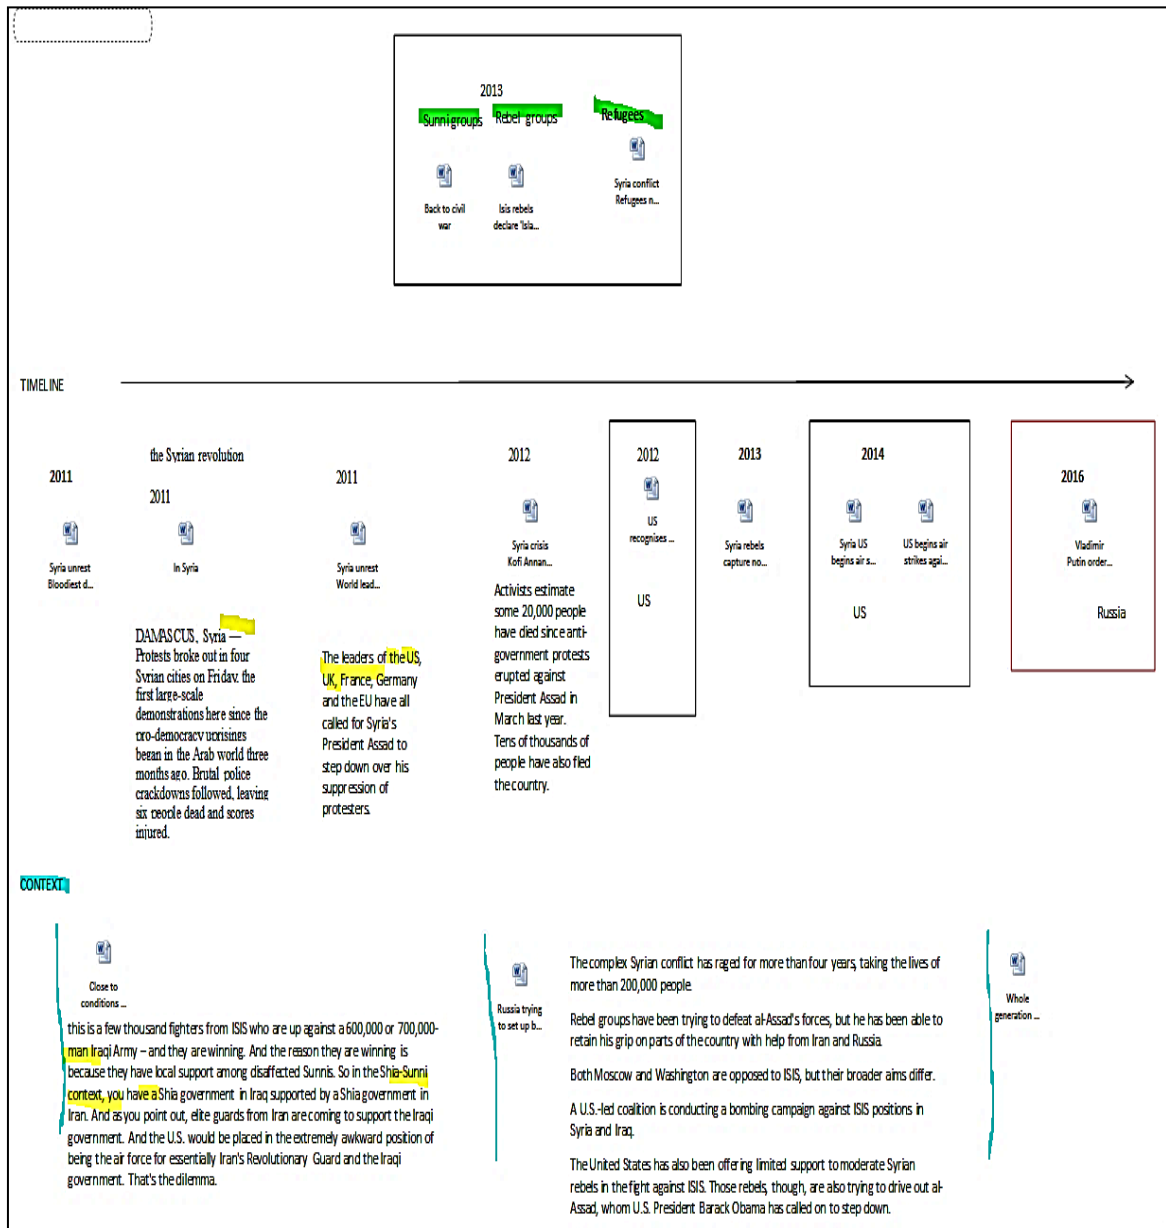 2013
Sunni groups Rebel groups Refugees
Back to civil
war
Isis rebels
declare 'Isla...
Syria conflict
Refugees n...
TIMELINE
2011
Syria unrest
Bloodiest d...
the Syrian revolution
2011
In Syria
DAMASCUS, Syria —
Protests broke out in four
Syrian cities on Friday, the
first large-scale
demonstrations here since the
pro-democracy uprisings
began in the Arab world three
months ago. Brutal police
crackdowns followed, leaving
six people dead and scores
injured.
2011
Syria unrest
World lead...
The leaders of the US,
UK, France, Germany
and the EU have all
called for Syria's
President Assad to
step down over his
suppression of
protesters.
2012
Syria crisis
Kofi Annan...
Activists estimate
some 20,000 people
have died since anti-
government protests
erupted against
President Assad in
March last year.
Tens of thousands of
people have also fled
the country.
2012
US
recognises ...
US
2013
Syria rebels
capture no...
2014
Syria US
begins air s...
US begins air
strikes agai...
US
2016
Vladimir
Putin order...
Russia
CONTEXT
Close to
conditions ...
this is a few thousand fighters from ISIS who are up against a 600,000 or 700,000-
man Iraqi Army – and they are winning. And the reason they are winning is
because they have local support among disaffected Sunnis. So in the Shia-Sunni
context, you have a Shia government in Iraq supported by a Shia government in
Iran. And as you point out, elite guards from Iran are coming to support the Iraqi
government. And the U.S. would be placed in the extremely awkward position of
being the air force for essentially Iran's Revolutionary Guard and the Iraqi
government. That's the dilemma.
Russia trying
to set up b...
The complex Syrian conflict has raged for more than four years, taking the lives of
more than 200,000 people.
Rebel groups have been trying to defeat al-Assad's forces, but he has been able to
retain his grip on parts of the country with help from Iran and Russia.
Both Moscow and Washington are opposed to ISIS, but their broader aims differ.
A U.S.-led coalition is conducting a bombing campaign against ISIS positions in
Syria and Iraq.
The United States has also been offering limited support to moderate Syrian
rebels in the fight against ISIS. Those rebels, though, are also trying to drive out al-
Assad, whom U.S. President Barack Obama has called on to step down.
Whole
generation ...